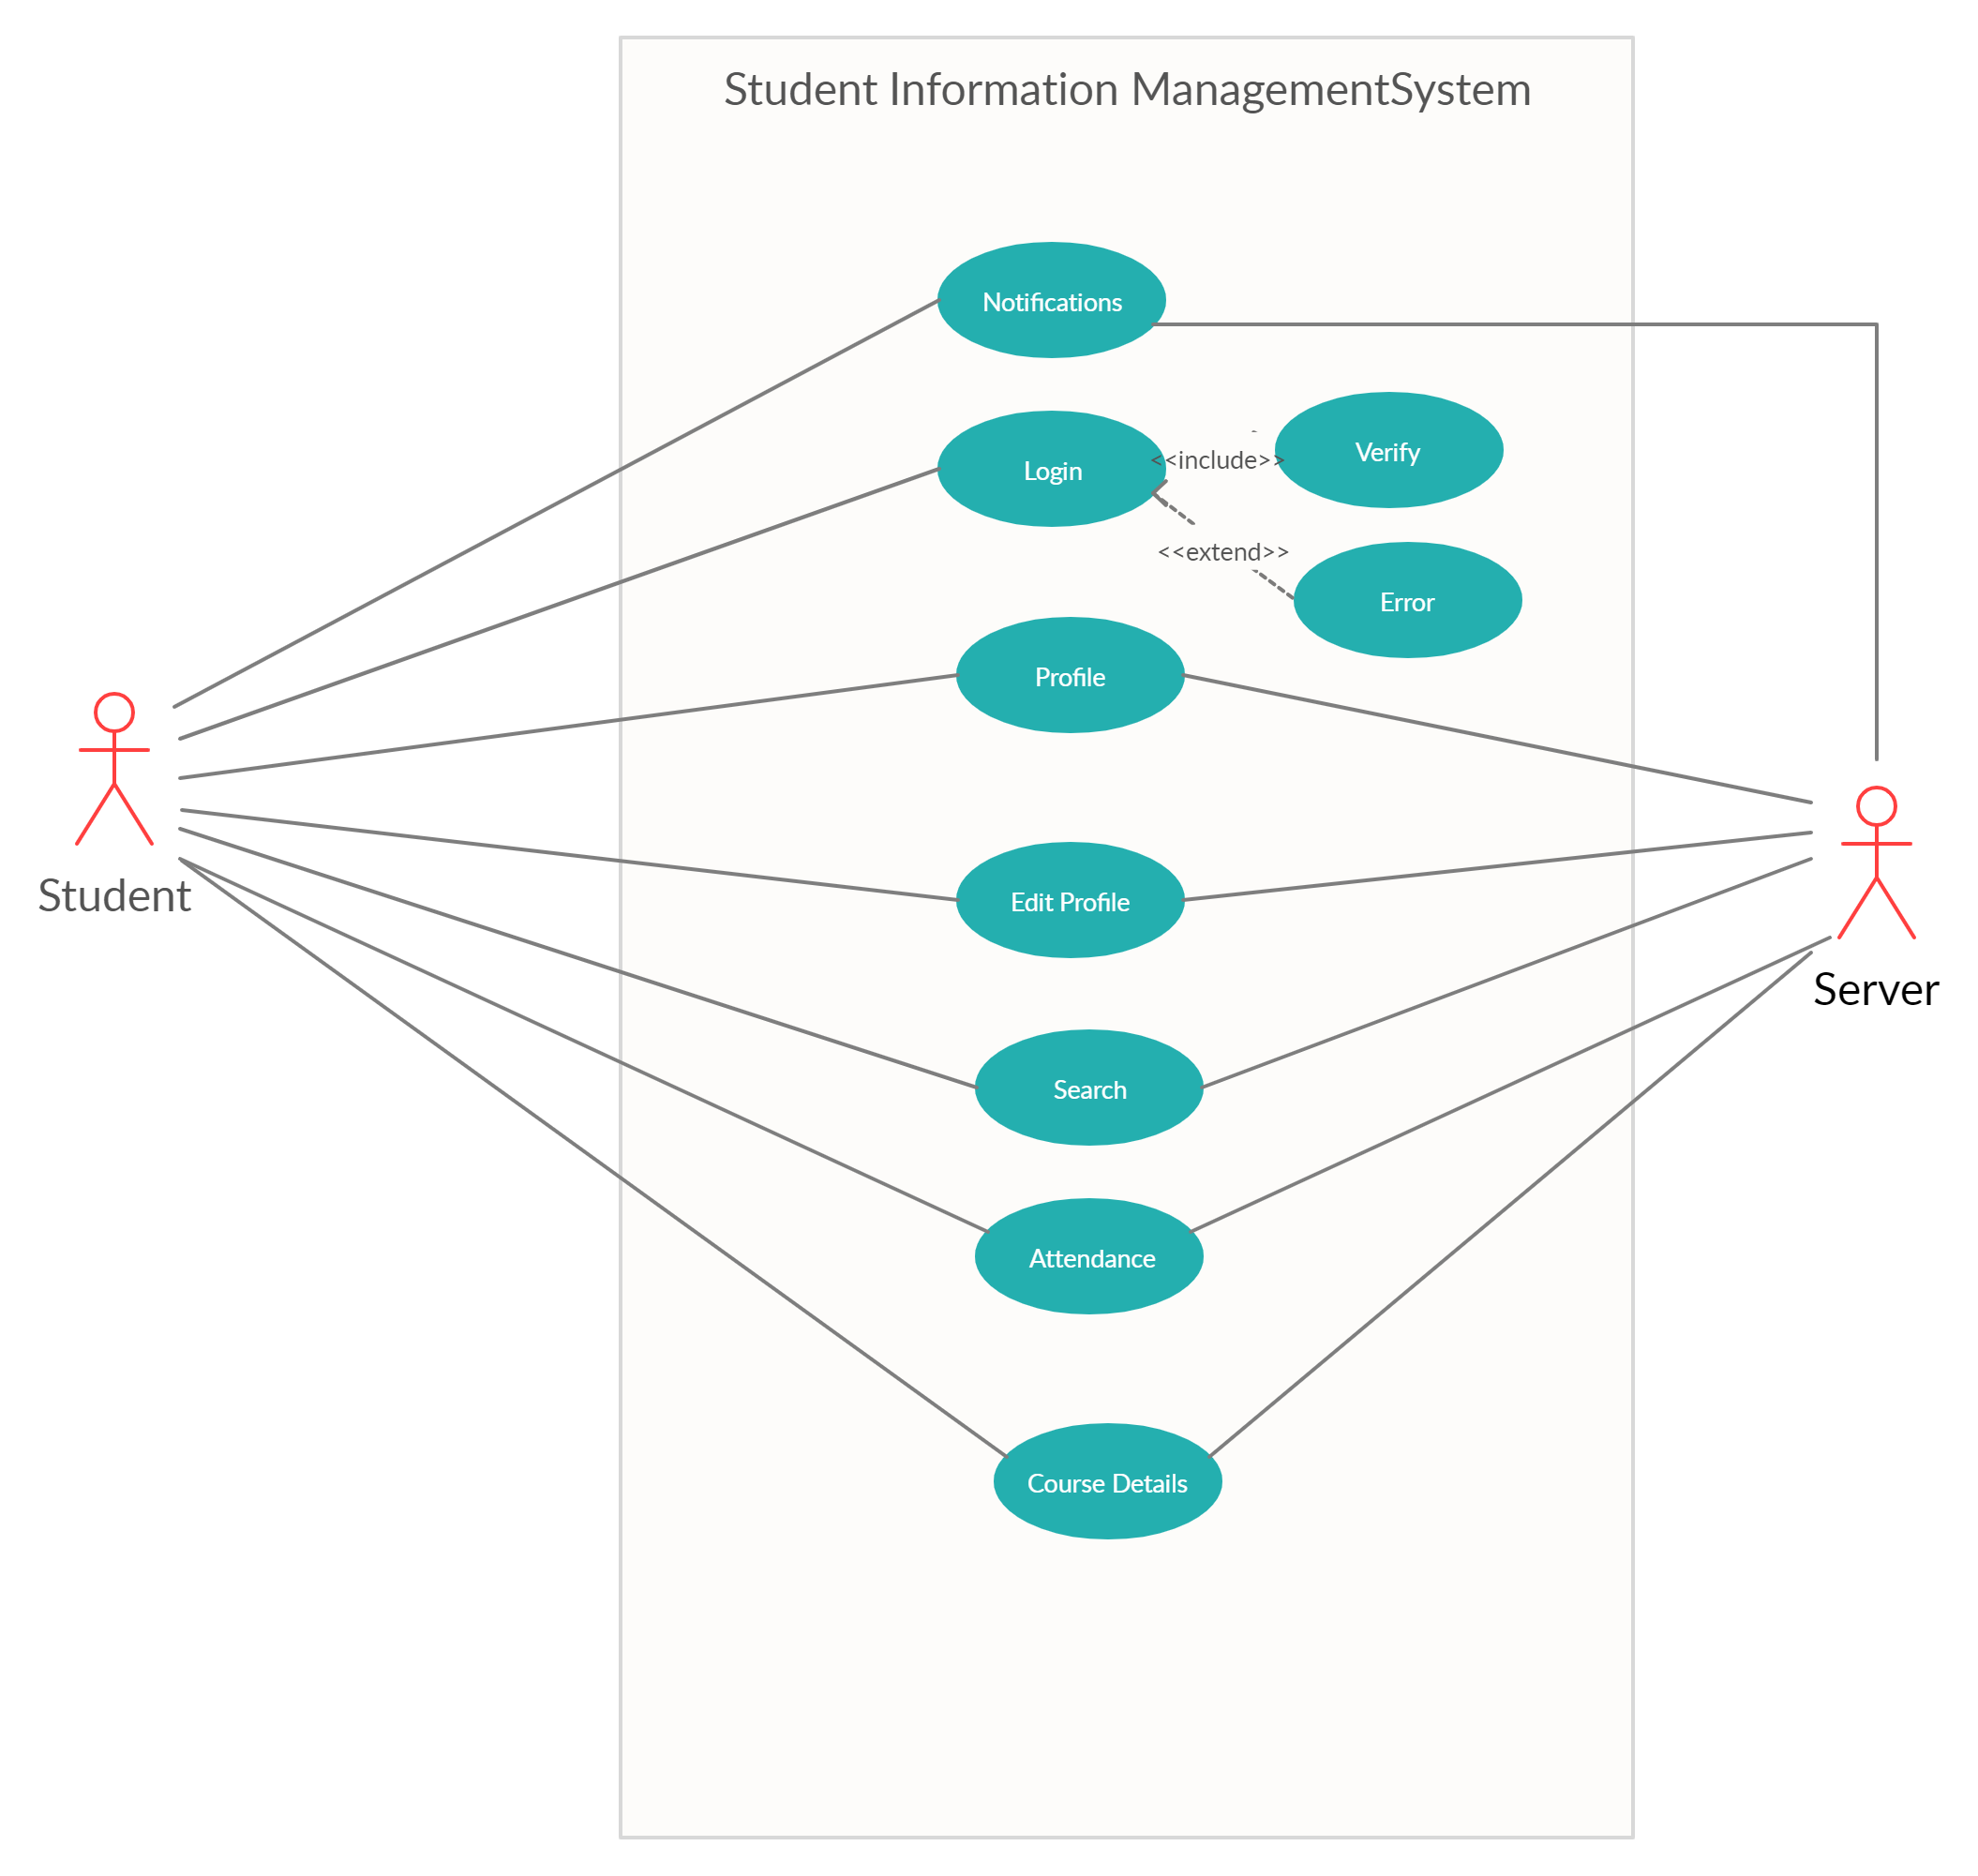 Student Information ManagementSystem
Notifications
Login
<<include>>
Verify
<<extend>>
Error
Profile
Student
Edit Profile
Server
Search
Attendance
Course Details